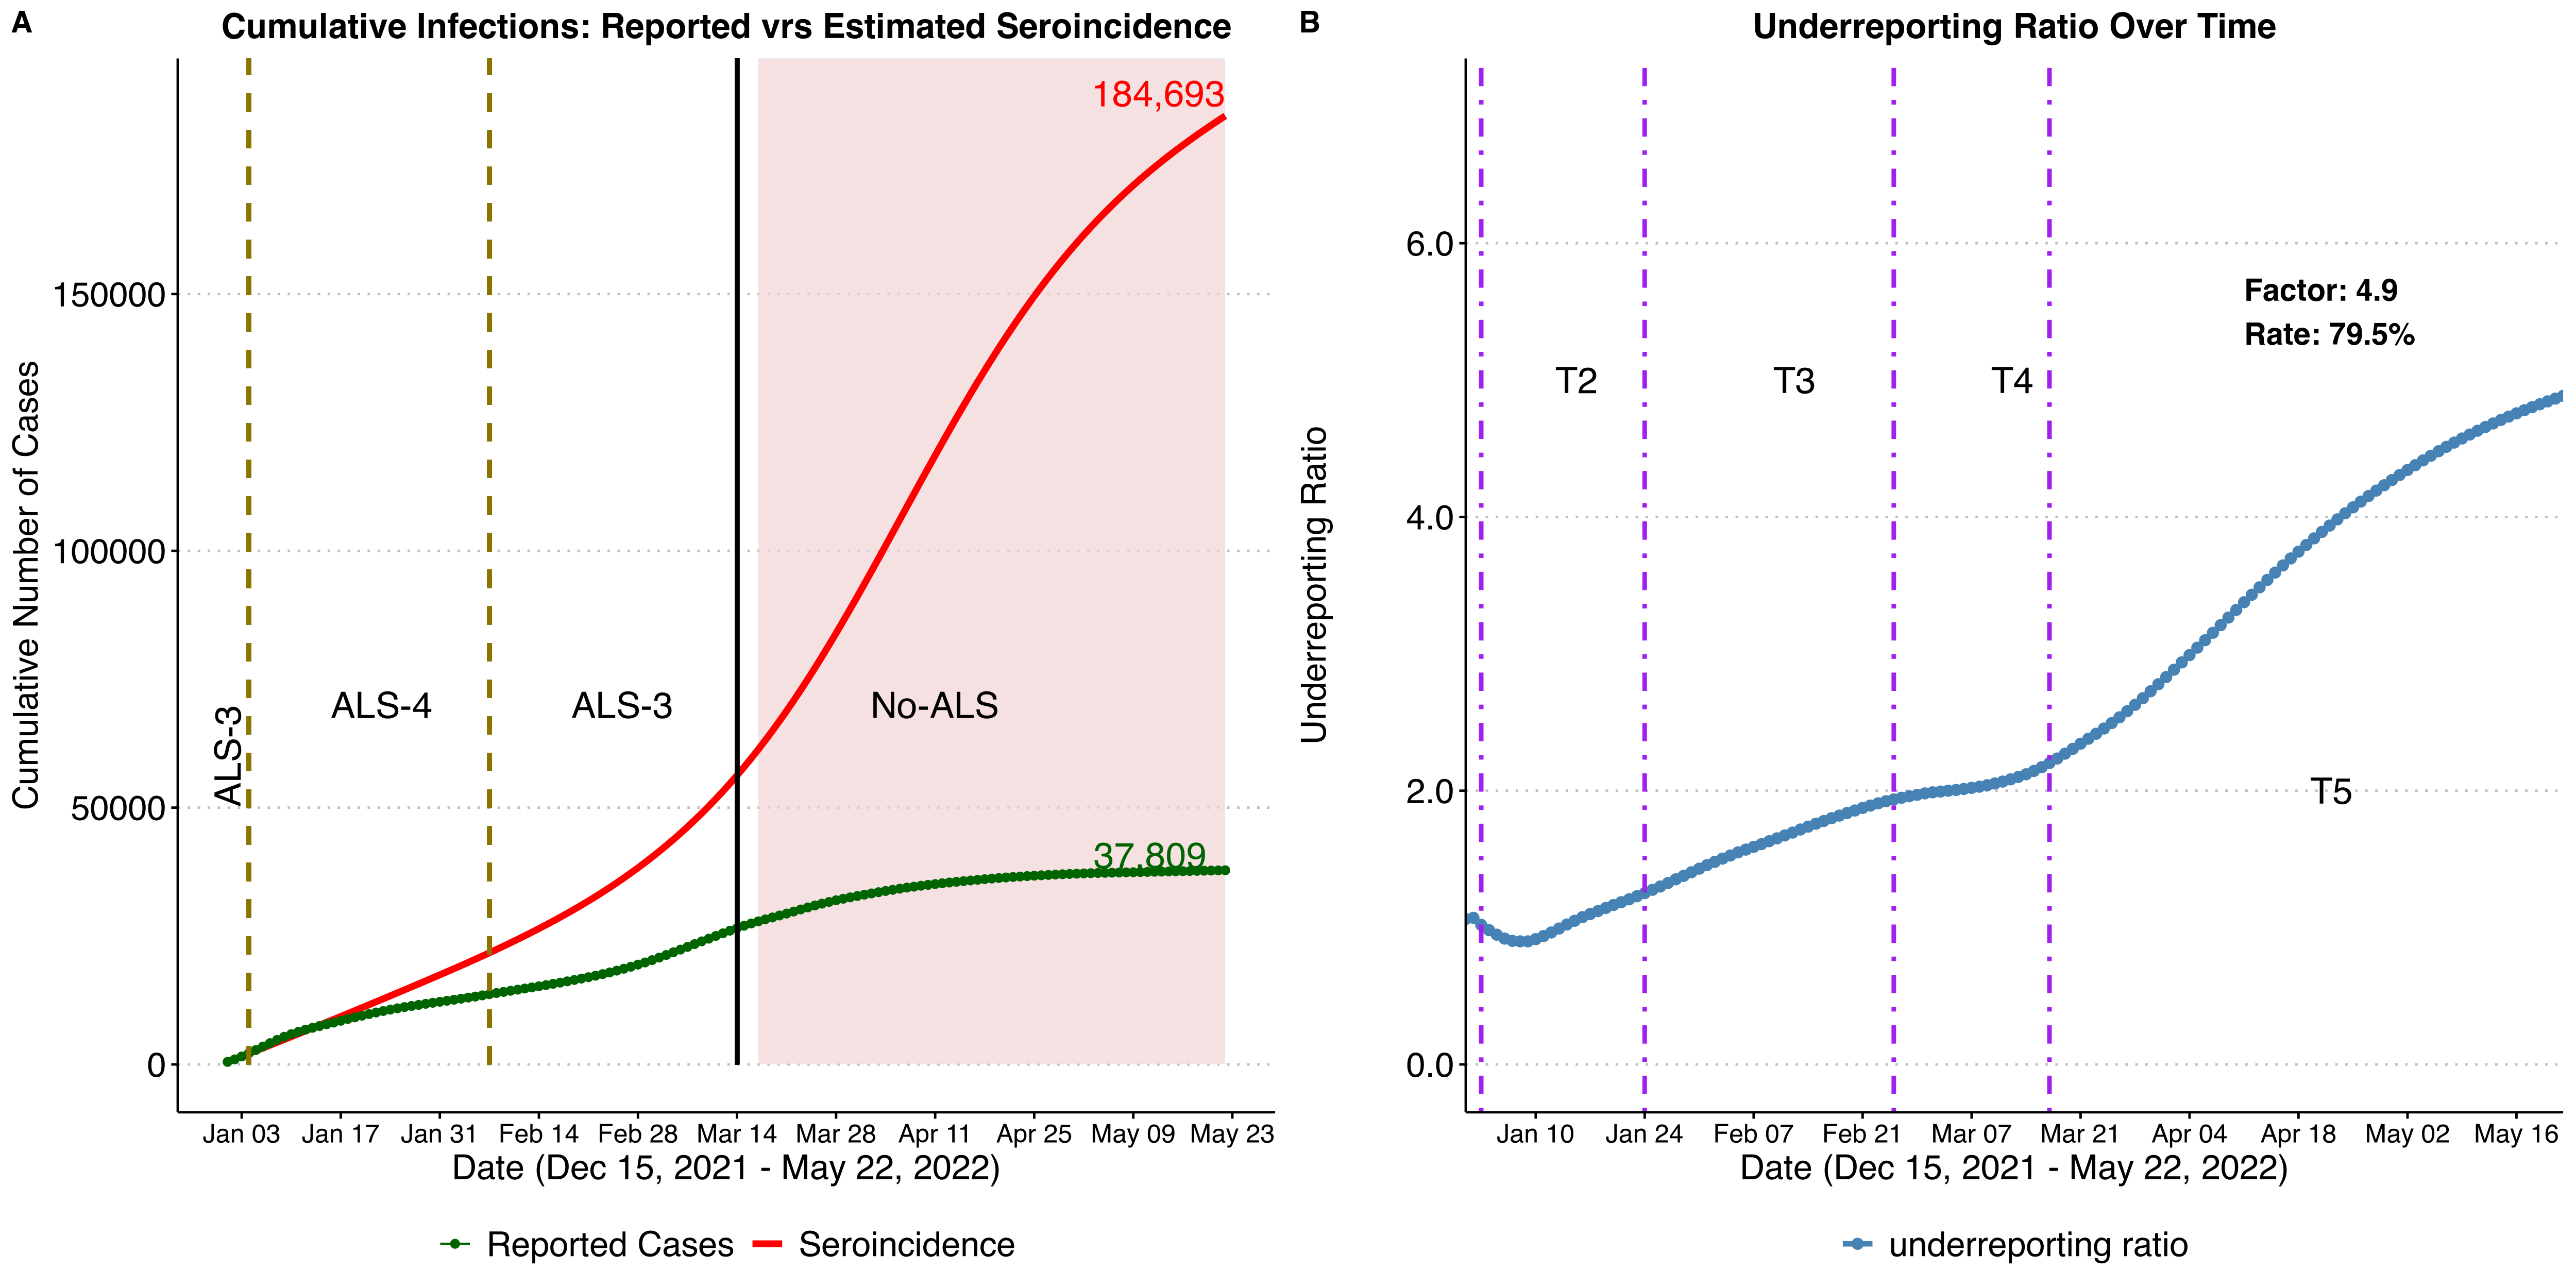 A
Cumulative Infections: Reported vrs Estimated Seroincidence
Cumulative Number of Cases
150000
100000
50000
0
184,693
37,809
ALS-3
ALS-4
ALS-3
No-ALS
Jan 03 Jan 17 Jan 31 Feb 14 Feb 28 Mar 14 Mar 28 Apr 11 Apr 25 May 09 May 23
Date (Dec 15, 2021 - May 22, 2022)
Reported Cases Seroincidence
B
Underreporting Ratio Over Time
Underreporting Ratio
6.0
4.0
2.0
0.0
Factor: 4.9
Rate: 79.5%
T2
T3
T4
T5
Jan 10 Jan 24 Feb 07 Feb 21 Mar 07 Mar 21 Apr 04 Apr 18 May 02 May 16
Date (Dec 15, 2021 - May 22, 2022)
underreporting ratio